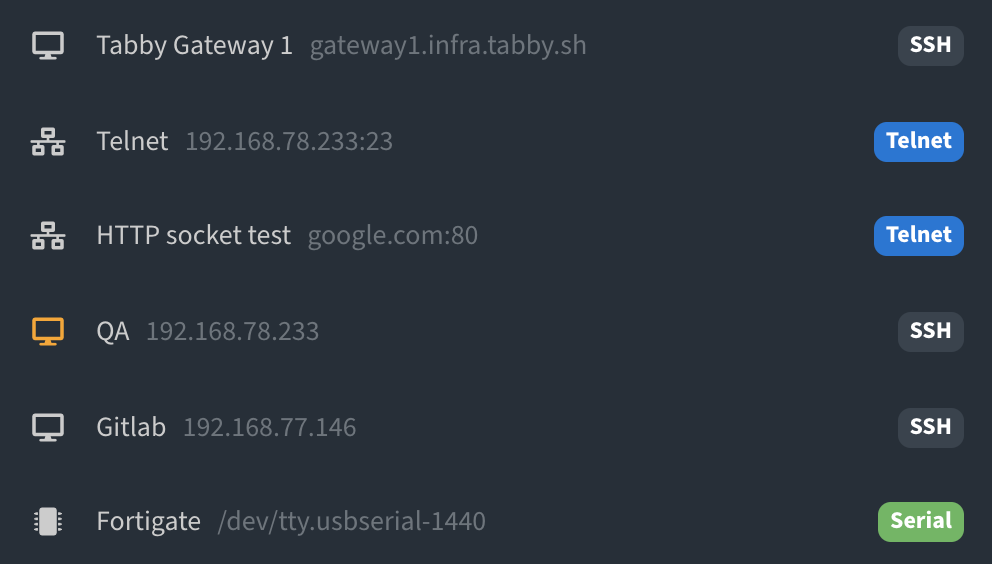 Tabby Gateway 1 gateway1.infra.tabby.sh SSH
Telnet 192.168.78.233:23 Telnet
HTTP socket test google.com:80 Telnet
QA 192.168.78.233 SSH
Gitlab 192.168.77.146 SSH
Fortigate /dev/tty.usbserial-1440 Serial